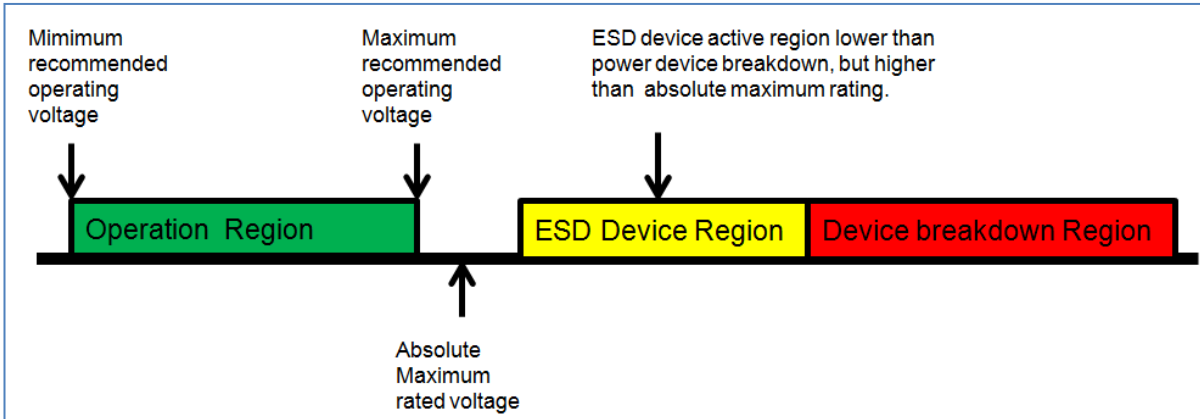 Mimimum
recommended
operating
voltage
Maximum
recommended
operating
voltage
ESD device active region lower than
power device breakdown, but higher
than absolute maximum rating.
Operation Region
ESD Device Region
Device breakdown Region
Absolute
Maximum
rated voltage